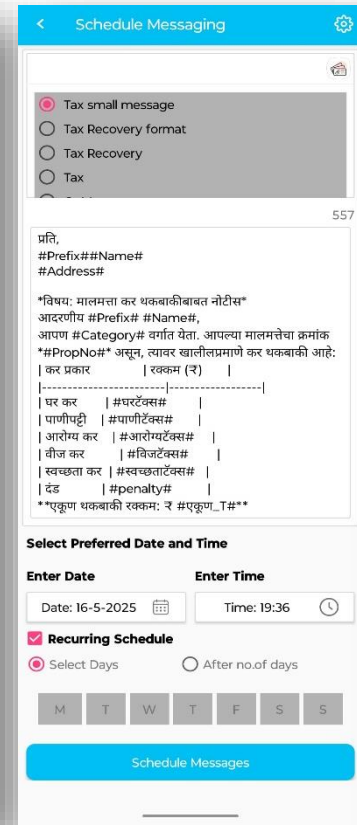 Schedule Messaging
Tax small message
Tax Recovery format
Tax Recovery
Tax
557
प्रति,
#Prefix##Name#
#Address#
*विषय: मालमत्ता कर थकबाकीबाबत नोटीस*
आदरणीय #Prefix# #Name#,
आपण #Category# वर्गात येता. आपल्या मालमत्तेचा क्रमांक
*#PropNo#* असून, त्यावर खालीलप्रमाणे कर थकबाकी आहे:
| कर प्रकार | रक्कम (₹) |
|-------------------------|-------------------|
| घर कर | #घरटॅक्स# |
| पाणीपट्टी | #पाणीटॅक्स# |
| आरोग्य कर | #आरोग्यटॅक्स# |
| वीज कर | #विजटॅक्स# |
| स्वच्छता कर | #स्वच्छताटॅक्स# |
| दंड | #penalty# |
**एकूण थकबाकी रक्कम: ₹ #एकूण_T#**
Select Preferred Date and Time
Enter Date Enter Time
Date: 16-5-2025 Time: 19:36
Recurring Schedule
Select Days After no.of days
M T W T F S S
Schedule Messages